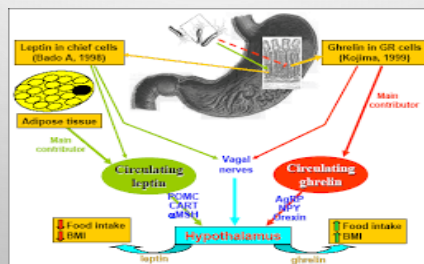 Leptin in chief cells
(Bado A, 1998)
Ghrelin in GR cells
(Kojima, 1999)
Main
contributor
Adipose tissue
Main
contributor
Circulating
leptin
Vagal
nerves
Circulating
ghrelin
POMC
CART
αMSH
AgRP
NPY
Orexin
Food intake
BMI
Hypothalamus
Food intake
BMI
leptin
ghrelin